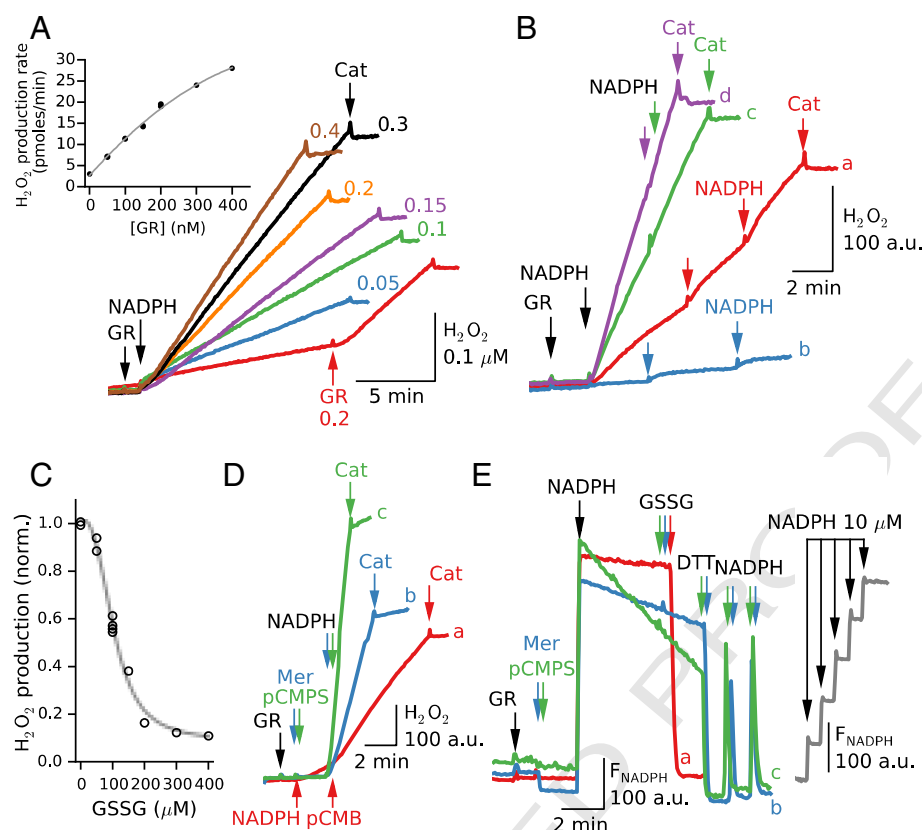 A
H2O2 production rate
(pmoles/min)
30
25
20
15
10
5
0
0 100 200 300 400
[GR] (nM)
Cat
0.4
0.3
0.2
0.15
0.1
0.05
NADPH
GR
GR
0.2
H2O2
0.1 μM
5 min
B
Cat
Cat
NADPH
d
c
Cat
a
NADPH
NADPH
GR
NADPH
b
H2O2
100 a.u.
2 min
C
H2O2 production (norm.)
1.0
0.8
0.6
0.4
0.2
0.0
0 100 200 300 400
GSSG (μM)
D
Cat
c
Cat
b
Cat
a
NADPH
Mer
pCMPS
GR
NADPH pCMB
H2O2
100 a.u.
2 min
E
NADPH
GSSG
DTT NADPH
Mer
pCMPS
GR
a
c
b
FNADPH
100 a.u.
2 min
NADPH 10 μM
FNADPH
100 a.u.